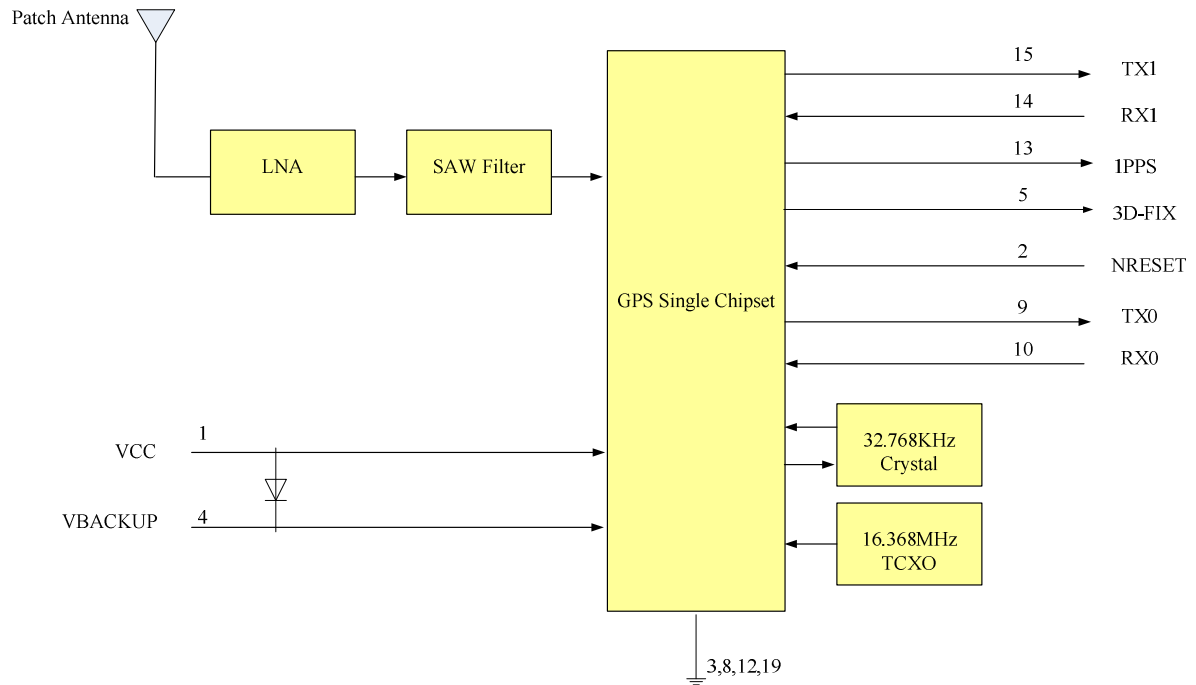 Patch Antenna
LNA
SAW Filter
GPS Single Chipset
15
TX1
14
RX1
13
1PPS
5
3D-FIX
2
NRESET
9
TX0
10
RX0
1
VCC
4
VBACKUP
32.768KHz
Crystal
16.368MHz
TCXO
3,8,12,19